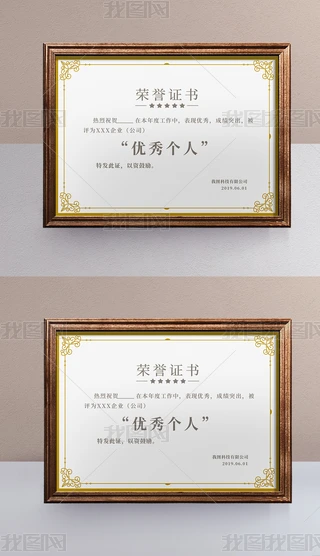 荣誉证书
★★★★★
热烈祝贺_____在本年度工作中，表现优秀，成绩突出，被
评为XXX企业（公司）
“优秀个人”
特发此证，以资鼓励。
我图科技有限公司
2019.06.03
荣誉证书
★★★★★
热烈祝贺_____在本年度工作中，表现优秀，成绩突出，被
评为XXX企业（公司）
“优秀个人”
特发此证，以资鼓励。
我图科技有限公司
2019.06.03